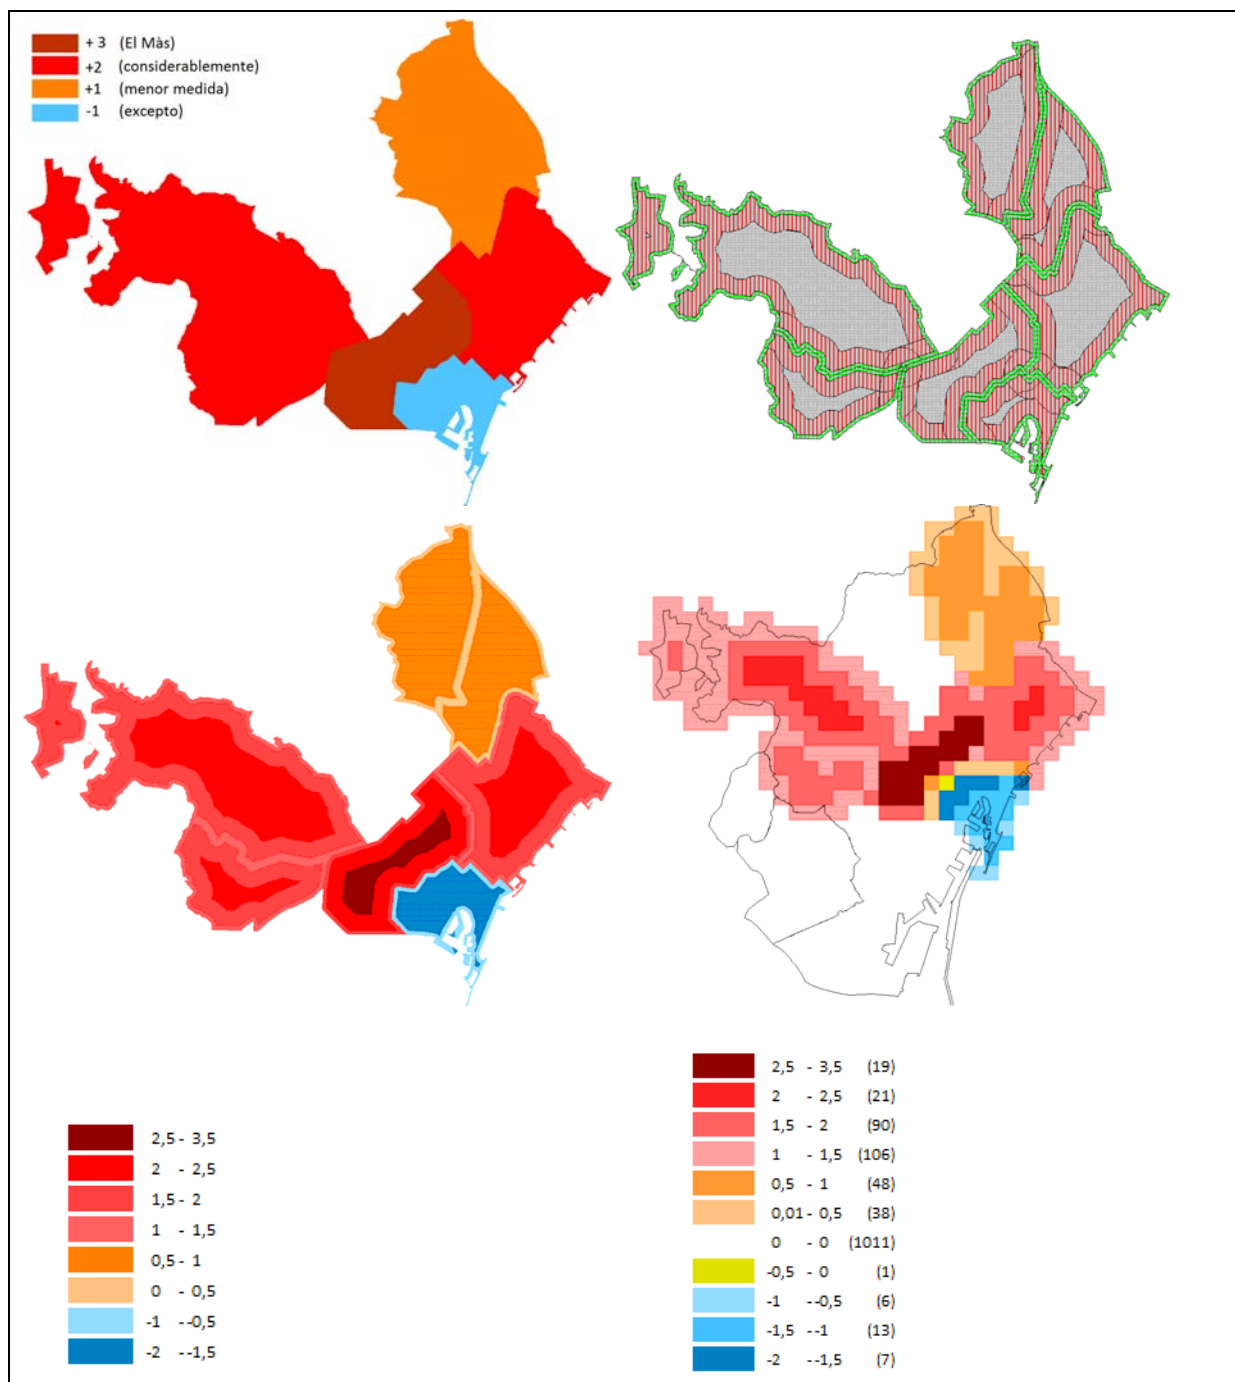 + 3 (El Màs)
+2 (considerablemente)
+1 (menor medida)
-1 (excepto)
2,5 - 3,5
2 - 2,5
1,5 - 2
1 - 1,5
0,5 - 1
0 - 0,5
-1 --0,5
-2 --1,5
2,5 - 3,5 (19)
2 - 2,5 (21)
1,5 - 2 (90)
1 - 1,5 (106)
0,5 - 1 (48)
0,01 - 0,5 (38)
0 - 0 (1011)
-0,5 - 0 (1)
-1 --0,5 (6)
-1,5 --1 (13)
-2 --1,5 (7)